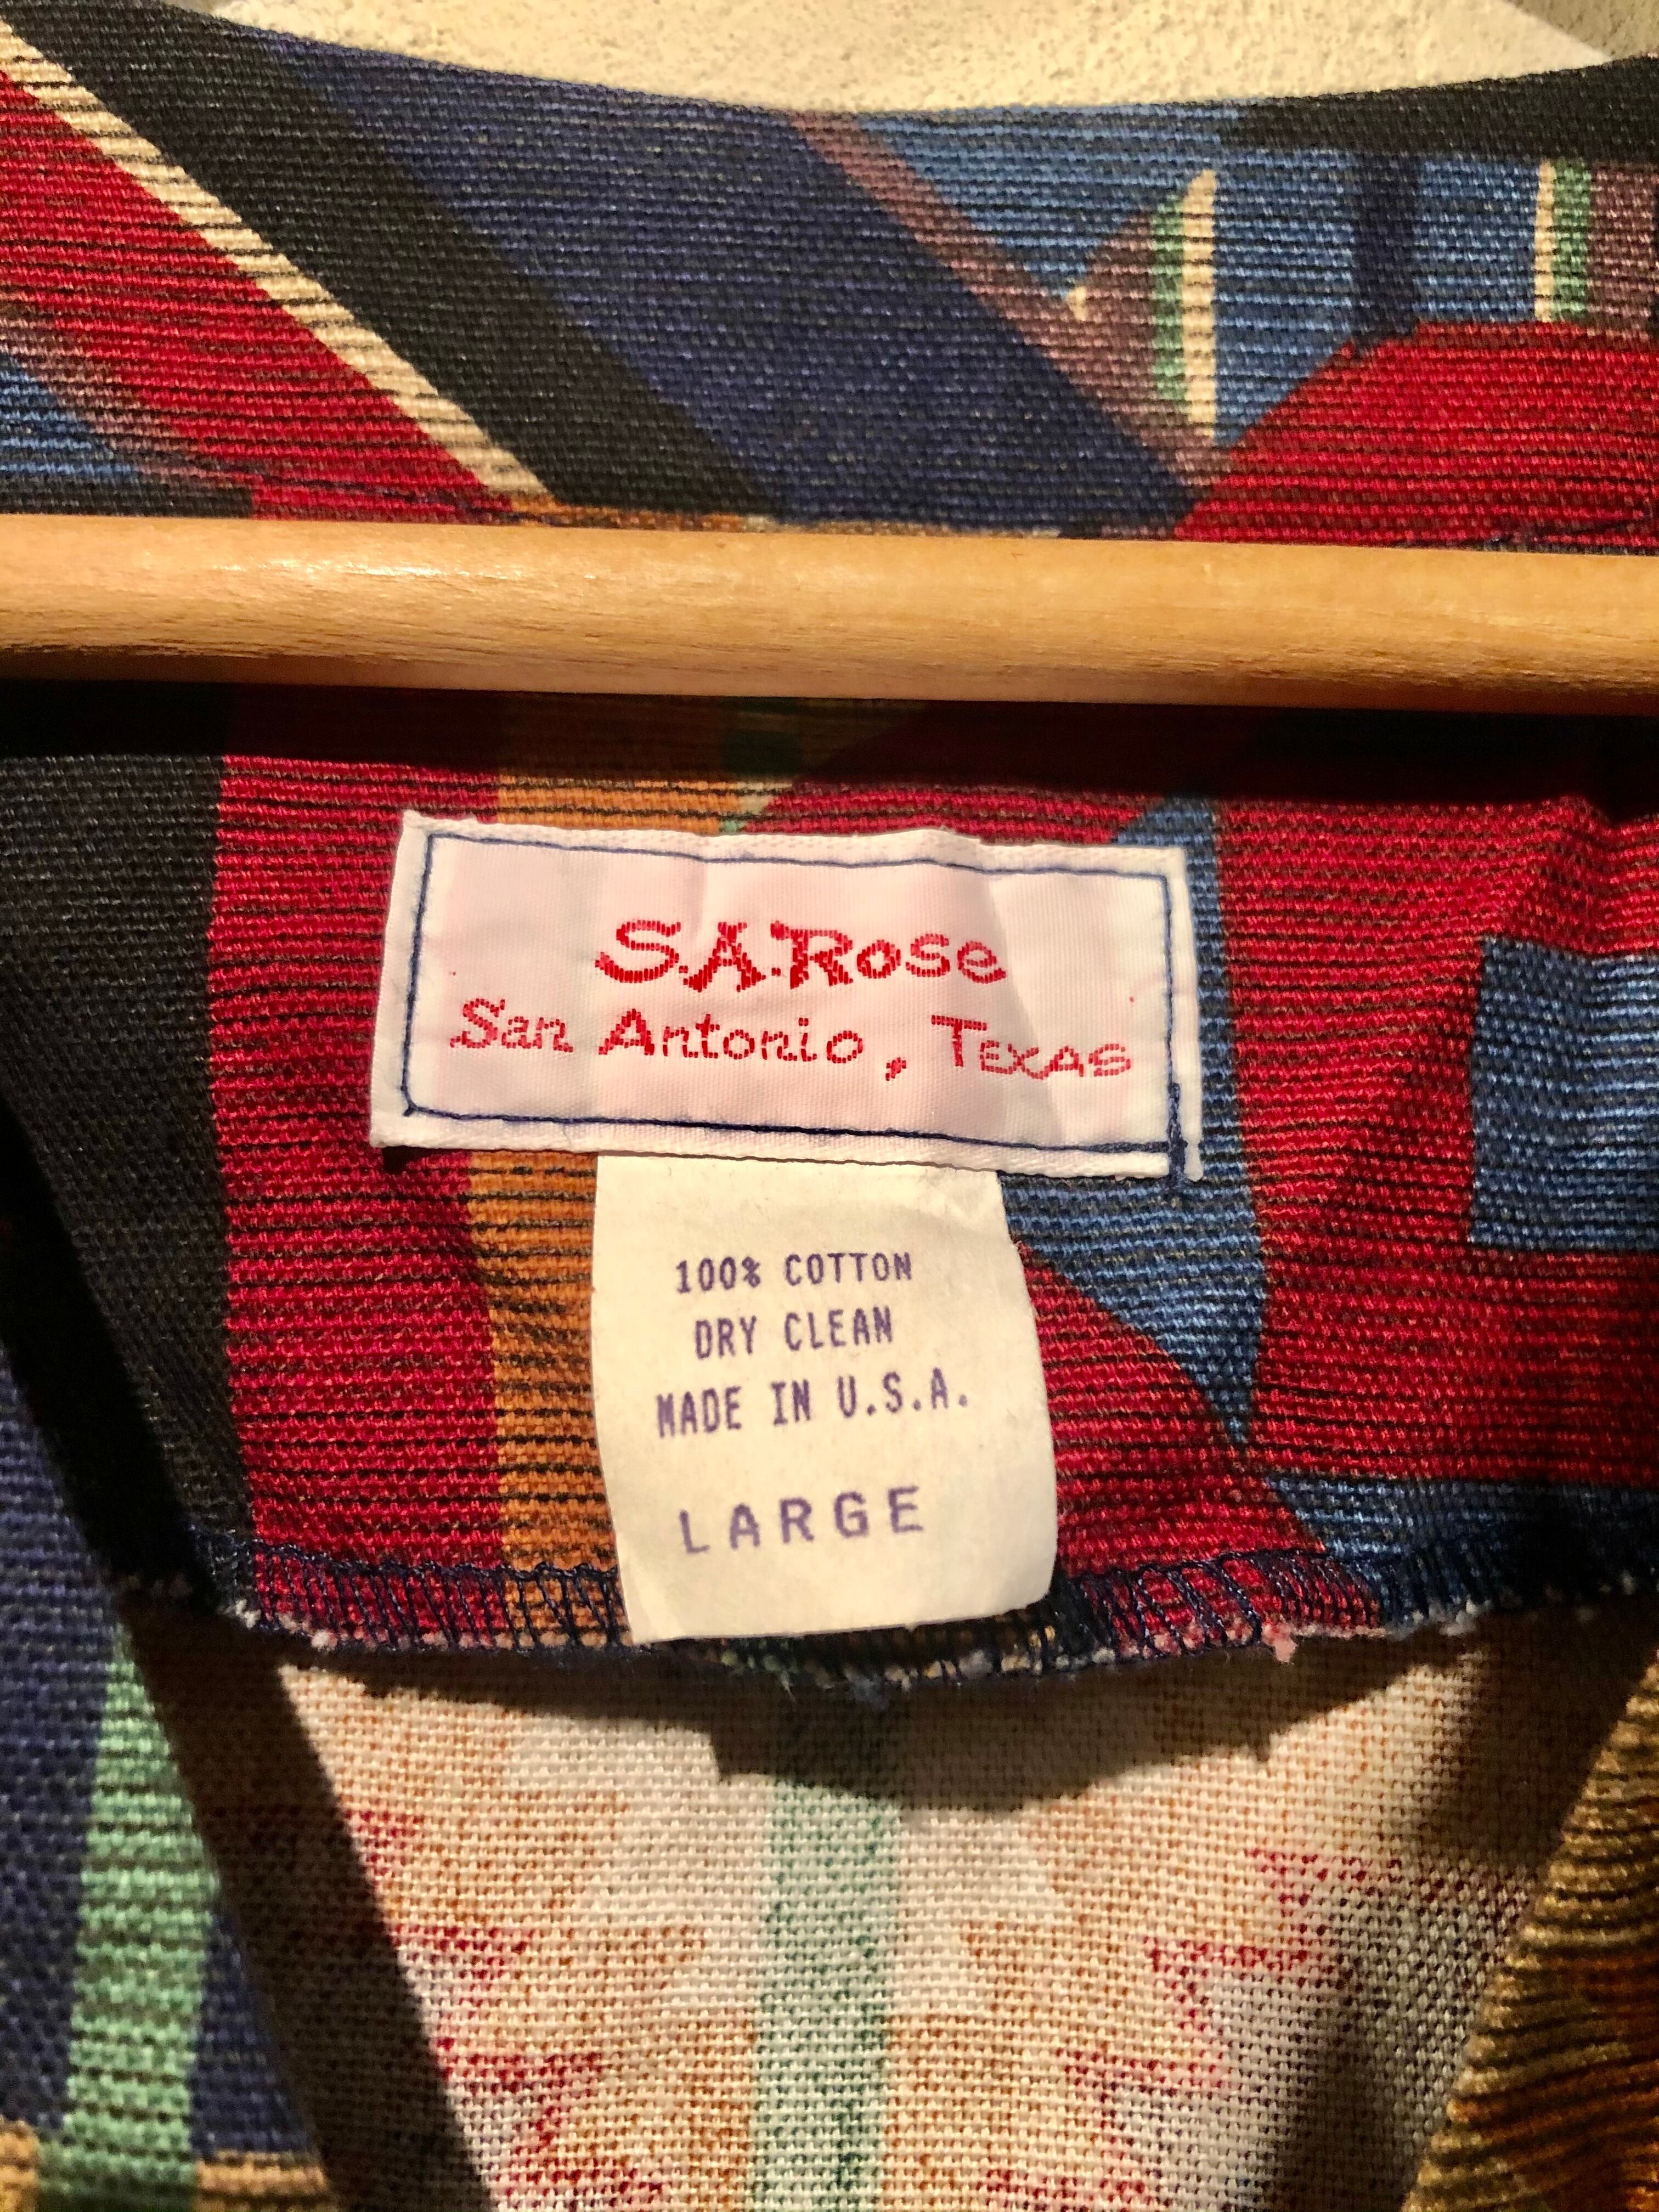 S.A. Rose
San Antonio, Texas
100% COTTON
DRY CLEAN
MADE IN U.S.A.
LARGE